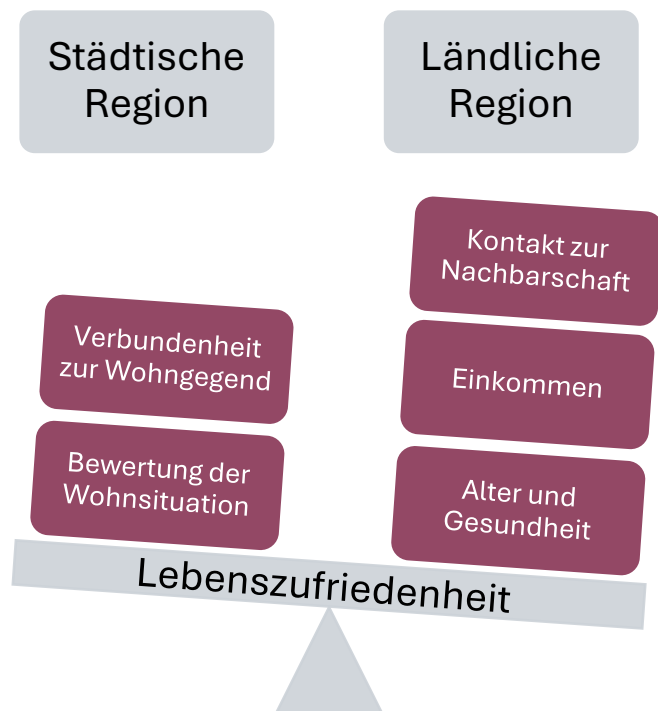 Städtische
Region
Ländliche
Region
Kontakt zur
Nachbarschaft
Verbundenheit
zur Wohngegend
Einkommen
Bewertung der
Wohnsituation
Alter und
Gesundheit
Lebenszufriedenheit